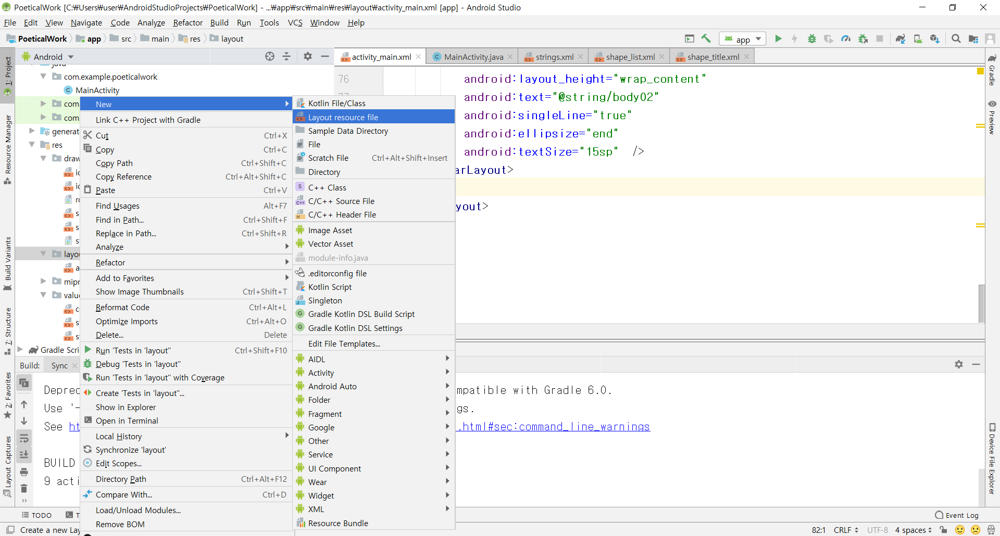 PoeticalWork [C:₩Users₩user₩AndroidStudioProjects₩PoeticalWork] - ...₩app₩src₩main₩res₩layout₩activity_main.xml [app] - Android Studio
File Edit View Navigate Code Analyze Refactor Build Run Tools VCS Window Help
PoeticalWork app src main res layout
app
Android
activity_main.xml
MainActivity.java
strings.xml
shape_list.xml
shape_title.xml
1: Project
Resource Manager
Build Variants
7: Structure
2: Favorites
Layout Captures
java
com.example.poeticalwork
MainActivity
com
com
generat
res
draw
layou
mipr
valu
Gradle Scri
New
Link C++ Project with Gradle
Cut Ctrl+X
Copy Ctrl+C
Copy Path Ctrl+Shift+C
Copy Reference Ctrl+Alt+Shift+C
Paste Ctrl+V
Find Usages Alt+F7
Find in Path... Ctrl+Shift+F
Replace in Path... Ctrl+Shift+R
Analyze
Refactor
Add to Favorites
Show Image Thumbnails Ctrl+Shift+T
Reformat Code Ctrl+Alt+L
Optimize Imports Ctrl+Alt+O
Delete... Delete
Run 'Tests in 'layout'' Ctrl+Shift+F10
Debug 'Tests in 'layout''
Run 'Tests in 'layout'' with Coverage
Create 'Tests in 'layout''...
Show in Explorer
Open in Terminal
Local History
Synchronize 'layout'
Edit Scopes...
Directory Path Ctrl+Alt+F12
Compare With... Ctrl+D
Load/Unload Modules...
Remove BOM
Kotlin File/Class
Layout resource file
Sample Data Directory
File
Scratch File Ctrl+Alt+Shift+Insert
Directory
C++ Class
C/C++ Source File
C/C++ Header File
Image Asset
Vector Asset
module-info.java
.editorconfig file
Kotlin Script
Singleton
Gradle Kotlin DSL Build Script
Gradle Kotlin DSL Settings
Edit File Templates...
AIDL
Activity
Android Auto
Folder
Fragment
Google
Other
Service
UI Component
Wear
Widget
XML
Resource Bundle
76 android:layout_height="wrap_content"
android:text="@string/body02"
android:singleLine="true"
android:ellipsize="end"
android:textSize="15sp" />
arLayout>
yout>
Gradle
Preview
Device File Explorer
Build: Sync
Deprec
mpatible with Gradle 6.0.
Use '-
gs.
See ht
.html#sec:command_line_warnings
BUILD
9 acti
TODO
T
Event Log
Create a new Lay
82:1 CRLF UTF-8 4 spaces